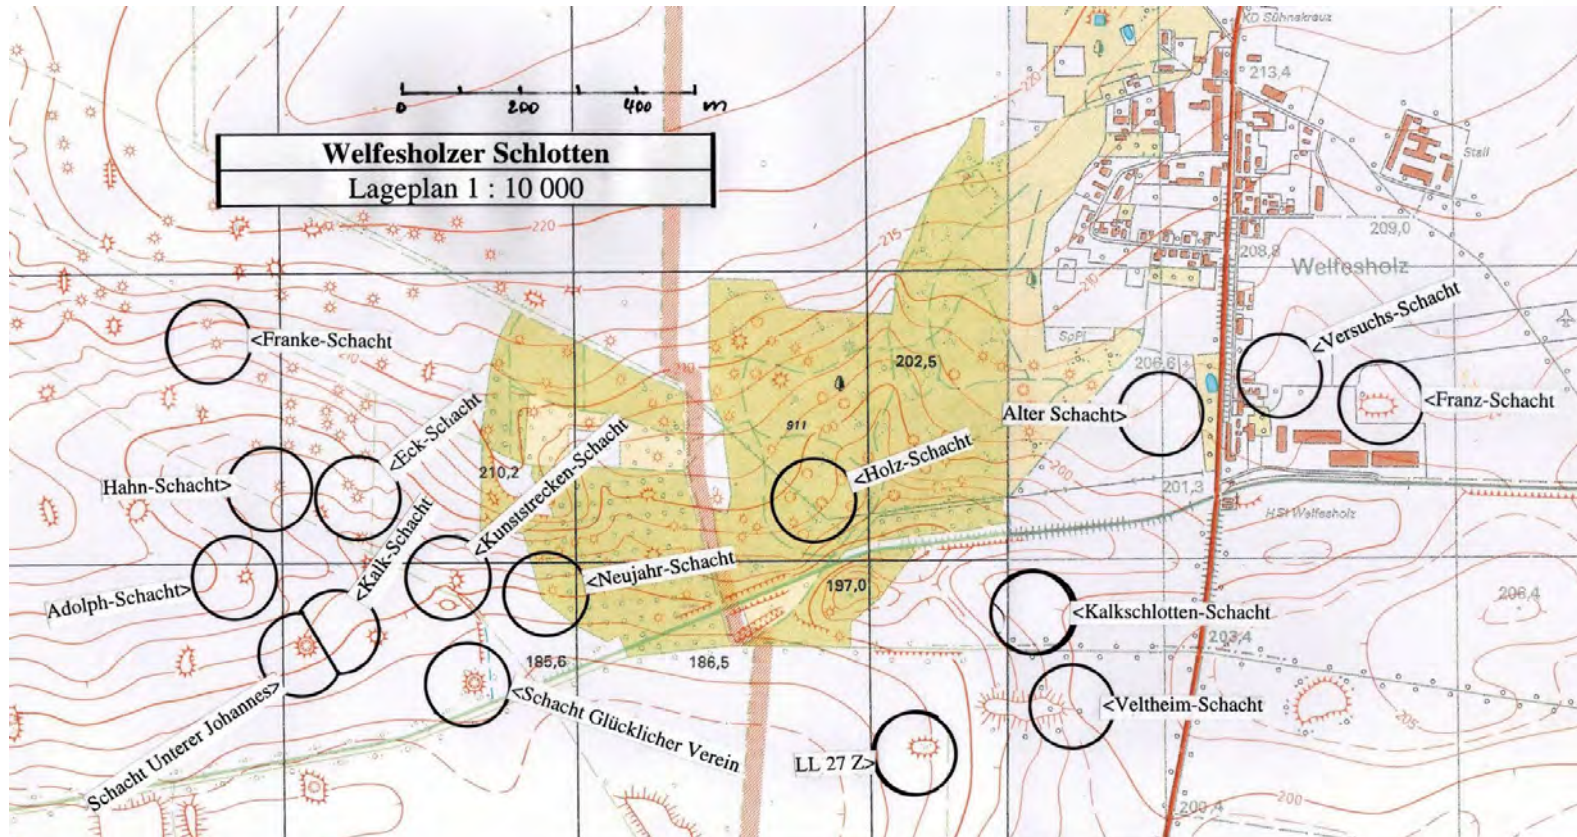 KD Sühnekreuz
220
213,4
0 200 400 m
Welfesholzer Schlotten
Lageplan 1 : 10 000
Stall
220
215
209,0
208,8
Welfesholz
210
<Versuchs-Schacht
<Franke-Schacht
210
210
SpPl
202,5
206,6
<Franz-Schacht
Alter Schacht>
<Eck-Schacht
911
<Kunststrecken-Schacht
<Holz-Schacht
210,2
Hahn-Schacht>
200
201,3
HSt Welfesholz
<Kalk-Schacht
<Neujahr-Schacht
197,0
206,4
Adolph-Schacht>
<Kalkschlotten-Schacht
203,4
185,6
186,5
Schacht Unterer Johannes>
<Schacht Glücklicher Verein
<Veltheim-Schacht
205
LL 27 Z>
200,4
200